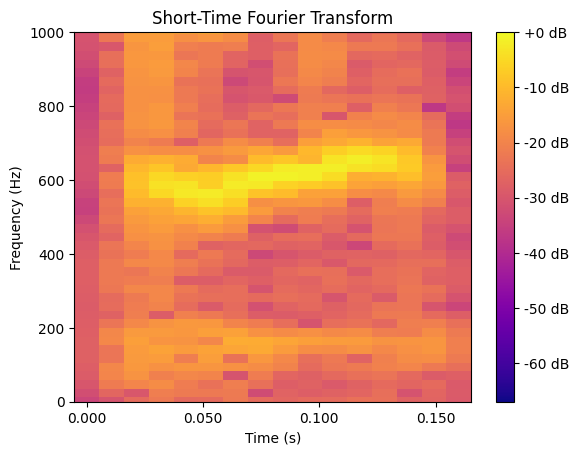 Short-Time Fourier Transform
1000
800
600
400
200
0
Frequency (Hz)
0.000
0.050
0.100
0.150
Time (s)
+0 dB
-10 dB
-20 dB
-30 dB
-40 dB
-50 dB
-60 dB